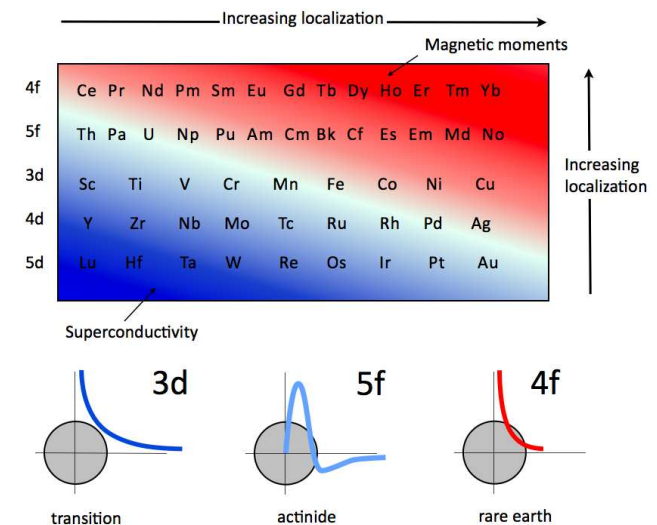 Increasing localization
Magnetic moments
4f Ce Pr Nd Pm Sm Eu Gd Tb Dy Ho Er Tm Yb
5f Th Pa U Np Pu Am Cm Bk Cf Es Em Md No
Increasing
localization
3d Sc Ti V Cr Mn Fe Co Ni Cu
4d Y Zr Nb Mo Tc Ru Rh Pd Ag
5d Lu Hf Ta W Re Os Ir Pt Au
Superconductivity
3d 5f 4f
transition actinide rare earth